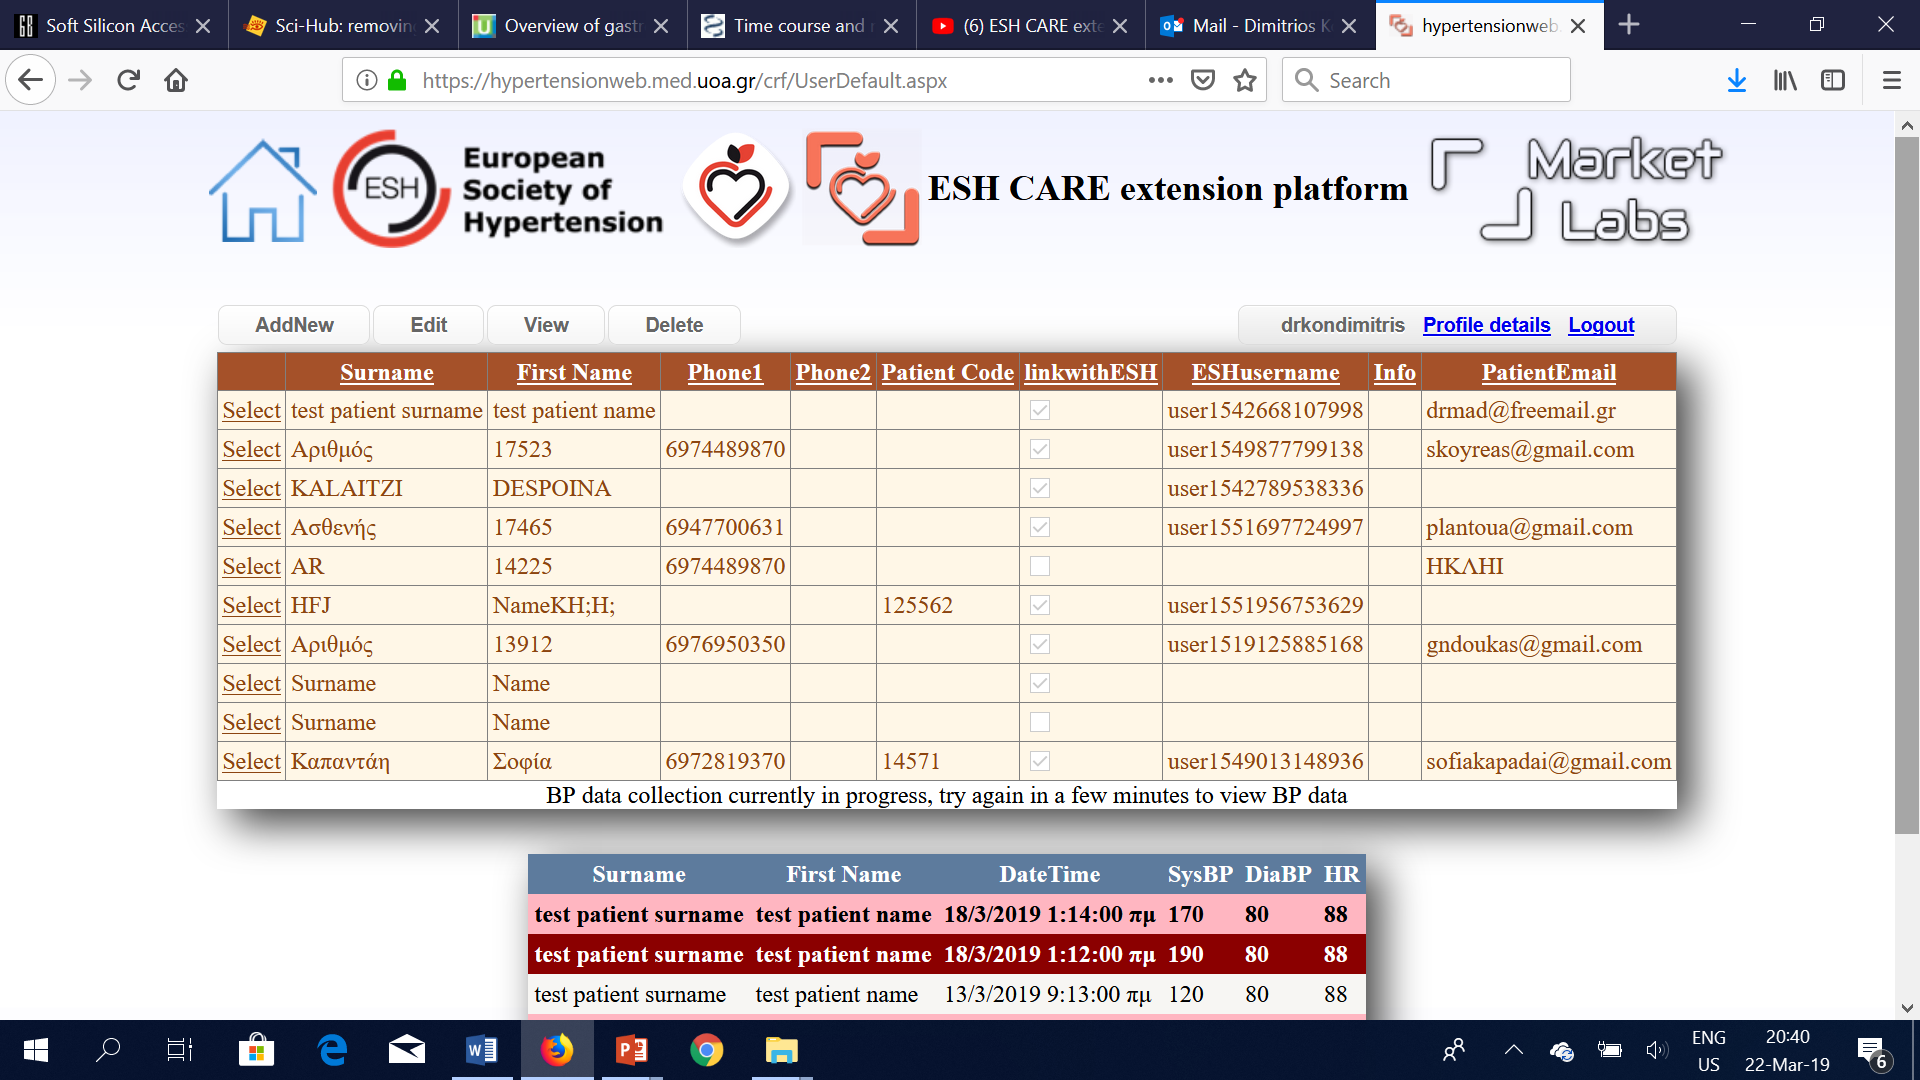 Soft Silicon Acces
Sci-Hub: removin
Overview of gast
Time course and
(6) ESH CARE exte
Mail - Dimitrios K
hypertensionweb.
https://hypertensionweb.med.uoa.gr/crf/UserDefault.aspx
Search
ESH
European
Society of
Hypertension
ESH CARE extension platform
Market
Labs
AddNew Edit View Delete drkondimitris Profile details Logout
Surname First Name Phone1 Phone2 Patient Code linkwithESH ESHusername Info PatientEmail
Select test patient surname test patient name user1542668107998 drmad@freemail.gr
Select Αριθμός 17523 6974489870 user1549877799138 skoyreas@gmail.com
Select KALAITZI DESPOINA user1542789538336
Select Ασθενής 17465 6947700631 user1551697724997 plantoua@gmail.com
Select AR 14225 6974489870 ΗΚΛΗΙ
Select HFJ NameKH;H; 125562 user1551956753629
Select Αριθμός 13912 6976950350 user1519125885168 gndoukas@gmail.com
Select Surname Name
Select Surname Name
Select Καπαντάη Σοφία 6972819370 14571 user1549013148936 sofiakapadai@gmail.com
BP data collection currently in progress, try again in a few minutes to view BP data
Surname First Name DateTime SysBP DiaBP HR
test patient surname test patient name 18/3/2019 1:14:00 πμ 170 80 88
test patient surname test patient name 18/3/2019 1:12:00 πμ 190 80 88
test patient surname test patient name 13/3/2019 9:13:00 πμ 120 80 88
ENG
US
20:40
22-Mar-19
6